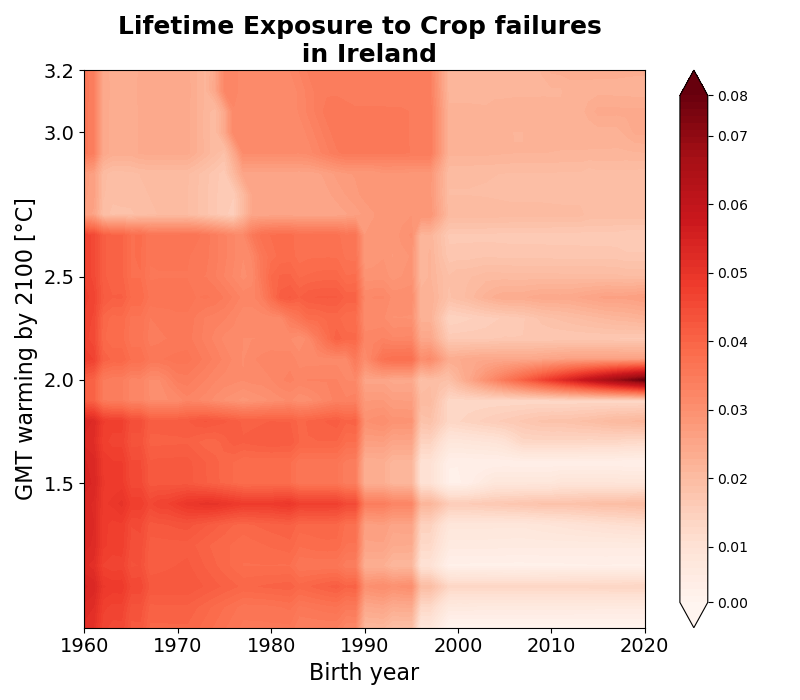 Lifetime Exposure to Crop failures
in Ireland
GMT warming by 2100 [°C]
3.2
3.0
2.5
2.0
1.5
1960 1970 1980 1990 2000 2010 2020
Birth year
0.08
0.07
0.06
0.05
0.04
0.03
0.02
0.01
0.00